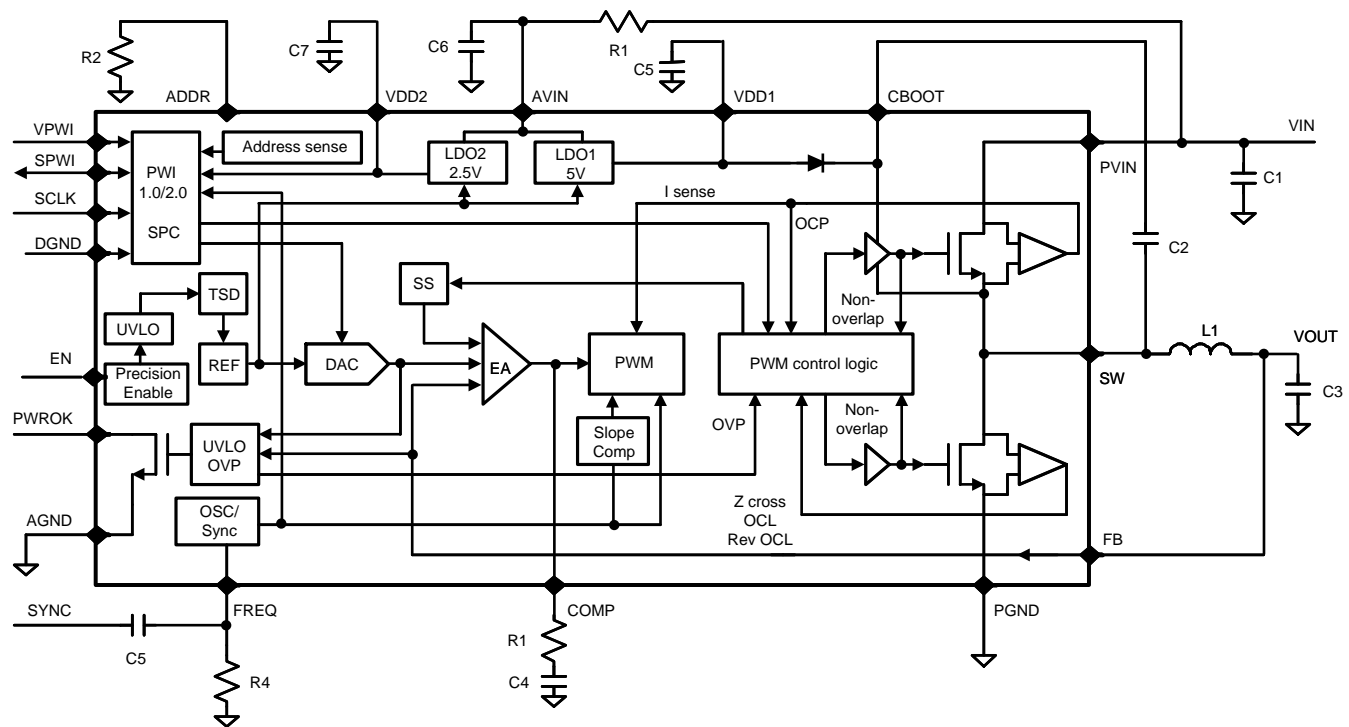 R2
C7
C6
R1
C5
ADDR
VDD2
AVIN
VDD1
CBOOT
VPWI
SPWI
SCLK
DGND
PWI
1.0/2.0
SPC
Address sense
LDO2
2.5V
LDO1
5V
VIN
PVIN
C1
I sense
OCP
C2
TSD
UVLO
REF
SS
DAC
EA
PWM
PWM control logic
Non-
overlap
L1
VOUT
SW
C3
EN
Precision
Enable
PWROK
UVLO
OVP
Slope
Comp
OVP
Non-
overlap
AGND
OSC/
Sync
Z cross
OCL
Rev OCL
FB
SYNC
FREQ
COMP
PGND
C5
R4
R1
C4